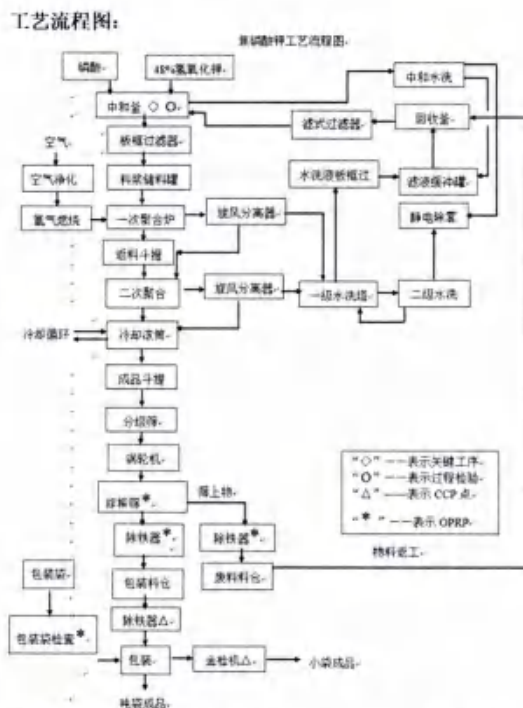 工艺流程图：
焦磷酸钾工艺流程图
磷酸
48%氢氧化钾
中和水洗
中和釜 ◇ O
滤式过滤器
回收釜
空气
板框过滤器
空气净化
料浆储料罐
水洗液板框过
滤液缓冲罐
氢气燃烧
一次聚合炉
旋风分离器
静电除雾
返料斗提
二次聚合
旋风分离器
一级水洗塔
二级水洗
冷却循环
冷却滚筒
成品斗提
分级筛
涡轮机
“◇” ——表示关键工序
“O” ——表示过程检验
“△” ——表示 CCP 点
“*” ——表示 OPRP
筛上物
除铁器*
除铁器*
物料返工
包装袋
包装料仓
废料料仓
除铁器△
包装袋检查*
包装
金检机△
小袋成品
吨袋成品